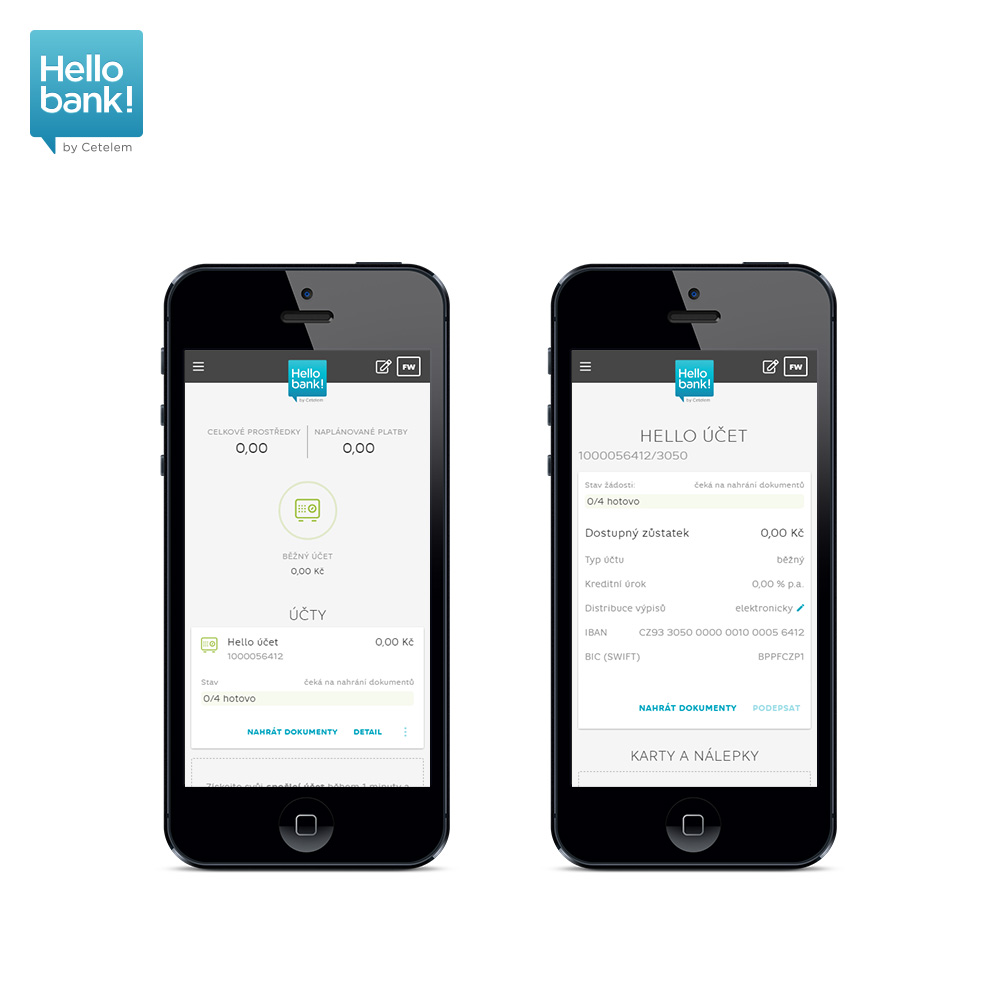 Hello
bank!
by Cetelem
FW
Hello
bank!
by Cetelem
CELKOVÉ PROSTŘEDKY
NAPLÁNOVANÉ PLATBY
0,00
0,00
BĚŽNÝ ÚČET
0,00 Kč
ÚČTY
Hello účet
0,00 Kč
1000056412
Stav
čeká na nahrání dokumentů
0/4 hotovo
NAHRÁT DOKUMENTY
DETAIL
Získejte svůj spořicí účet během 1 minuty a
FW
Hello
bank!
by Cetelem
HELLO ÚČET
1000056412/3050
Stav žádosti:
čeká na nahrání dokumentů
0/4 hotovo
Dostupný zůstatek
0,00 Kč
Typ účtu
běžný
Kreditní úrok
0,00 % p.a.
Distribuce výpisů
elektronicky
IBAN
CZ93 3050 0000 0010 0005 6412
BIC (SWIFT)
BPPFCZP1
NAHRÁT DOKUMENTY
PODEPSAT
KARTY A NÁLEPKY